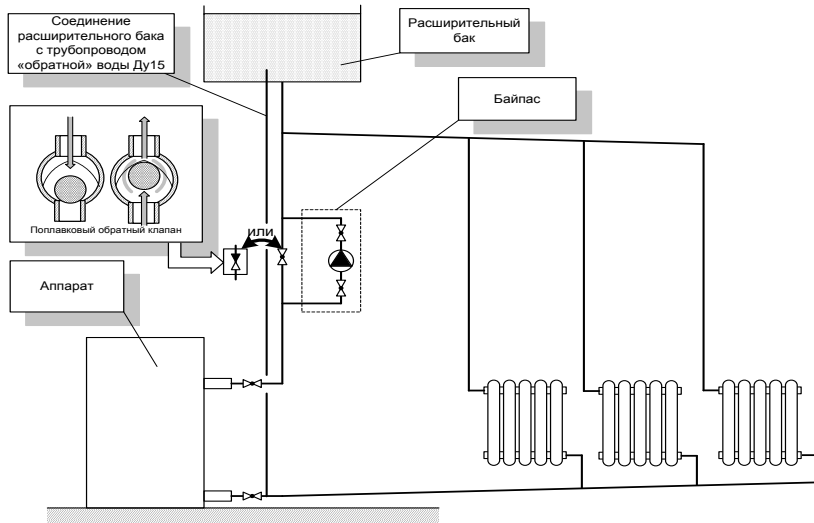 Соединение
расширительного бака
с трубопроводом
«обратной» воды Ду15
Расширительный
бак
Байпас
Поплавковый обратный клапан
или
Аппарат